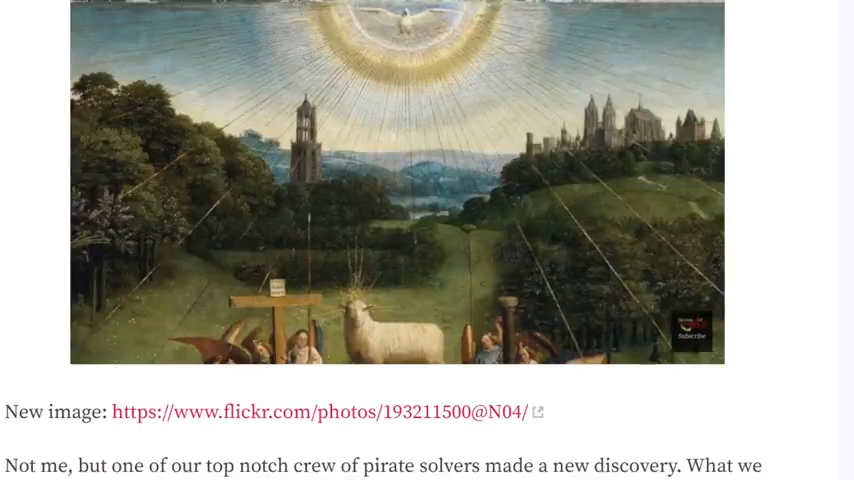 Subscribe
New image: https://www.flickr.com/photos/193211500@N04/
Not me, but one of our top notch crew of pirate solvers made a new discovery. What we